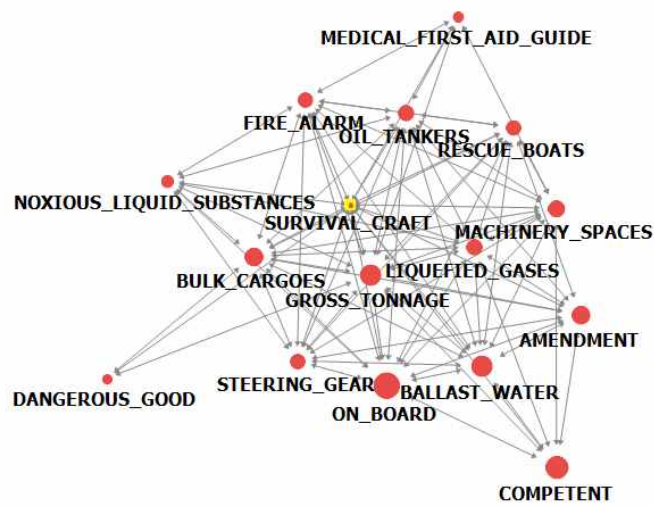 MEDICAL_FIRST_AID_GUIDE
FIRE_ALARM
OIL_TANKERS
RESCUE_BOATS
NOXIOUS_LIQUID_SUBSTANCES
SURVIVAL_CRAFT
MACHINERY_SPACES
BULK_CARGOES
LIQUEFIED_GASES
GROSS_TONNAGE
AMENDMENT
STEERING_GEAR
BALLAST_WATER
DANGEROUS_GOOD
ON_BOARD
COMPETENT